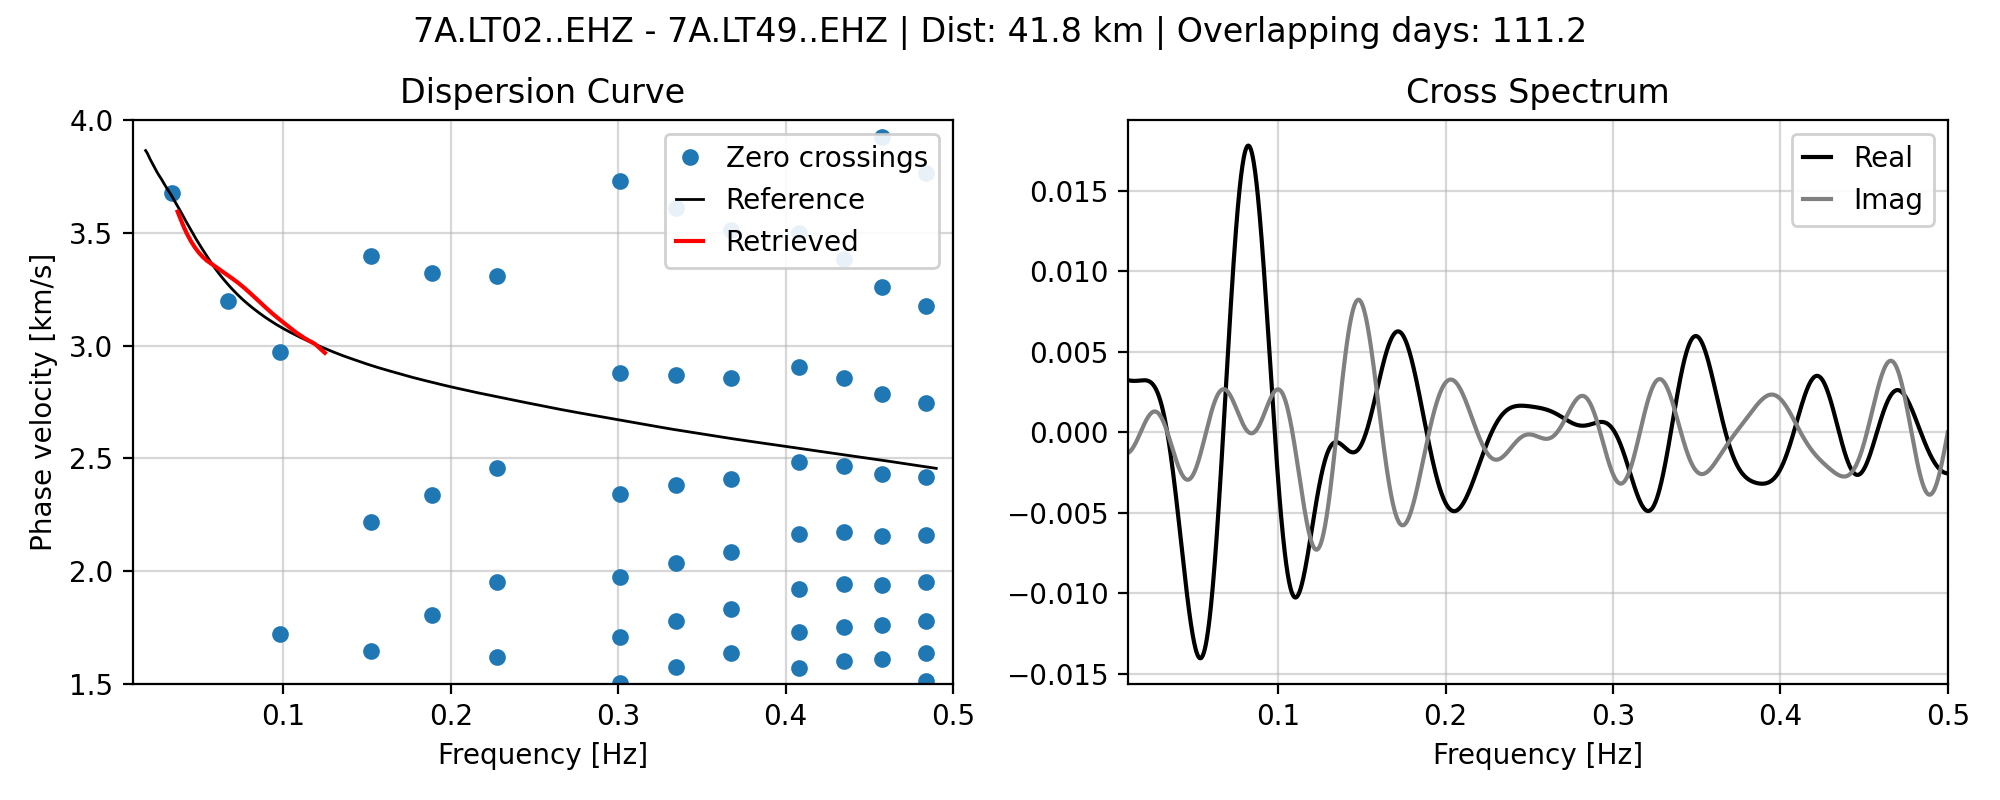 7A.LT02..EHZ - 7A.LT49..EHZ | Dist: 41.8 km | Overlapping days: 111.2
Dispersion Curve
4.0
3.5
3.0
2.5
2.0
1.5
Phase velocity [km/s]
0.1
0.2
0.3
0.4
0.5
Frequency [Hz]
Zero crossings
Reference
Retrieved
Cross Spectrum
0.015
0.010
0.005
0.000
−0.005
−0.010
−0.015
0.1
0.2
0.3
0.4
0.5
Frequency [Hz]
Real
Imag